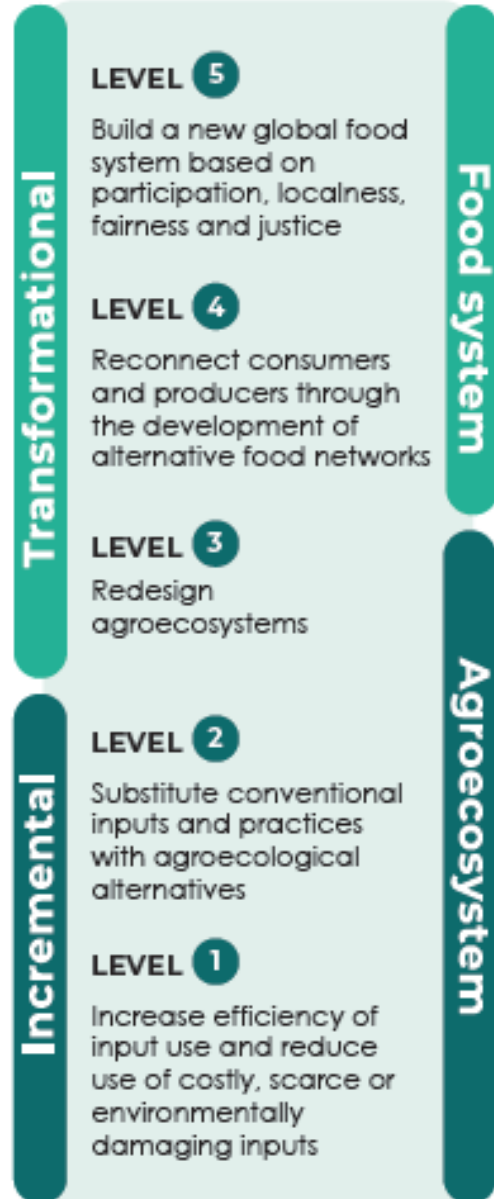 Transformational
Food system
LEVEL 5
Build a new global food
system based on
participation, localness,
fairness and justice
LEVEL 4
Reconnect consumers
and producers through
the development of
alternative food networks
LEVEL 3
Redesign
agroecosystems
Incremental
Agroecosystem
LEVEL 2
Substitute conventional
inputs and practices
with agroecological
alternatives
LEVEL 1
Increase efficiency of
input use and reduce
use of costly, scarce or
environmentally
damaging inputs